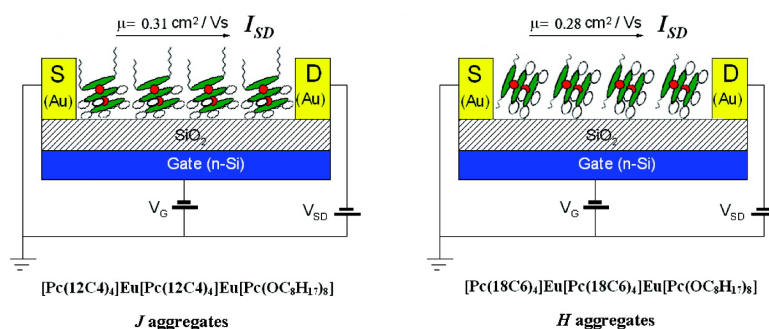 μ = 0.31 cm²/Vs I_SD
S (Au)
D (Au)
SiO₂
Gate (n-Si)
V_G
V_SD
[Pc(12C4)₄]Eu[Pc(12C4)₄]Eu[Pc(OC₈H₁₇)₈]
J aggregates
μ = 0.28 cm²/Vs I_SD
S (Au)
D (Au)
SiO₂
Gate (n-Si)
V_G
V_SD
[Pc(18C6)₄]Eu[Pc(18C6)₄]Eu[Pc(OC₈H₁₇)₈]
H aggregates